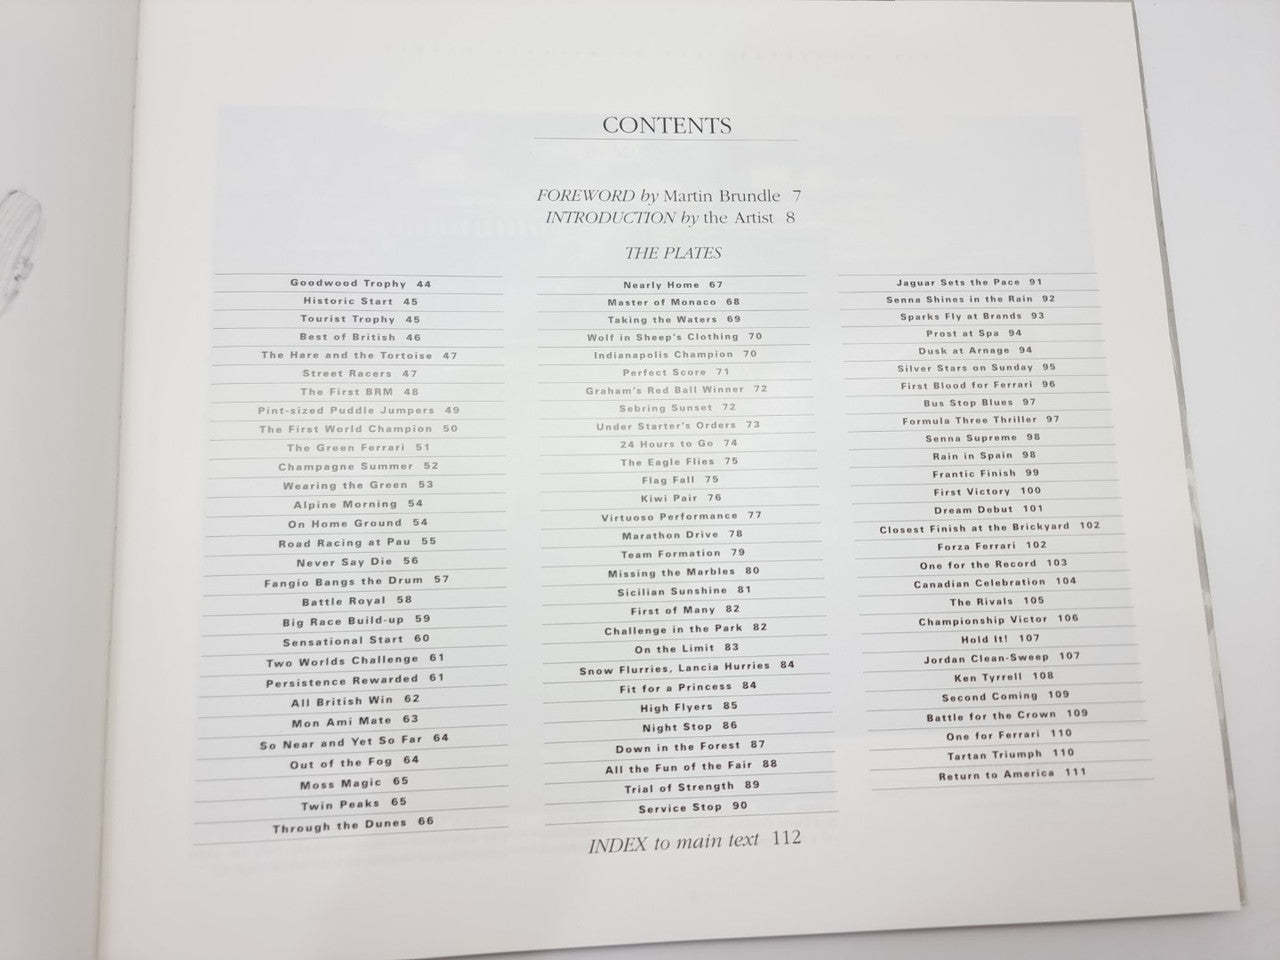 CONTENTS
FOREWORD by Martin Brundle 7
INTRODUCTION by the Artist 8
THE PLATES
Goodwood Trophy 44
Historic Start 45
Tourist Trophy 45
Best of British 46
The Hare and the Tortoise 47
Street Racers 47
The First BRM 48
Pint-sized Puddle Jumpers 49
The First World Champion 50
The Green Ferrari 51
Champagne Summer 52
Wearing the Green 53
Alpine Morning 54
On Home Ground 54
Road Racing at Pau 55
Never Say Die 56
Fangio Bangs the Drum 57
Battle Royal 58
Big Race Build-up 59
Sensational Start 60
Two Worlds Challenge 61
Persistence Rewarded 61
All British Win 62
Mon Ami Mate 63
So Near and Yet So Far 64
Out of the Fog 64
Moss Magic 65
Twin Peaks 65
Through the Dunes 66
Nearly Home 67
Master of Monaco 68
Taking the Waters 69
Wolf in Sheep's Clothing 70
Indianapolis Champion 70
Perfect Score 71
Graham's Red Ball Winner 72
Sebring Sunset 72
Under Starter's Orders 73
24 Hours to Go 74
The Eagle Flies 75
Flag Fall 75
Kiwi Pair 76
Virtuoso Performance 77
Marathon Drive 78
Team Formation 79
Missing the Marbles 80
Sicilian Sunshine 81
First of Many 82
Challenge in the Park 82
On the Limit 83
Snow Flurries, Lancia Hurries 84
Fit for a Princess 84
High Flyers 85
Night Stop 86
Down in the Forest 87
All the Fun of the Fair 88
Trial of Strength 89
Service Stop 90
Jaguar Sets the Pace 91
Senna Shines in the Rain 92
Sparks Fly at Brands 93
Prost at Spa 94
Dusk at Arnage 94
Silver Stars on Sunday 95
First Blood for Ferrari 96
Bus Stop Blues 97
Formula Three Thriller 97
Senna Supreme 98
Rain in Spain 98
Frantic Finish 99
First Victory 100
Dream Debut 101
Closest Finish at the Brickyard 102
Forza Ferrari 102
One for the Record 103
Canadian Celebration 104
The Rivals 105
Championship Victor 106
Hold It! 107
Jordan Clean-Sweep 107
Ken Tyrrell 108
Second Coming 109
Battle for the Crown 109
One for Ferrari 110
Tartan Triumph 110
Return to America 111
INDEX to main text 112